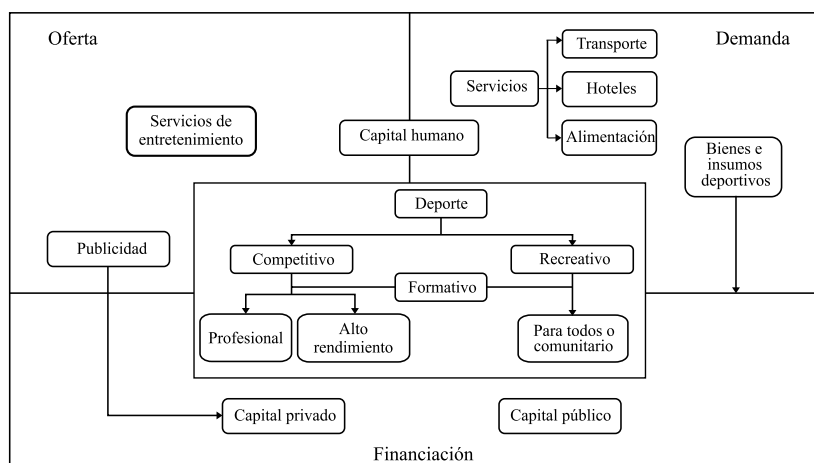 Oferta
Demanda
Transporte
Servicios
Hoteles
Alimentación
Servicios de
entretenimiento
Capital humano
Bienes e
insumos
deportivos
Deporte
Publicidad
Competitivo
Recreativo
Formativo
Profesional
Alto
rendimiento
Para todos o
comunitario
Capital privado
Capital público
Financiación